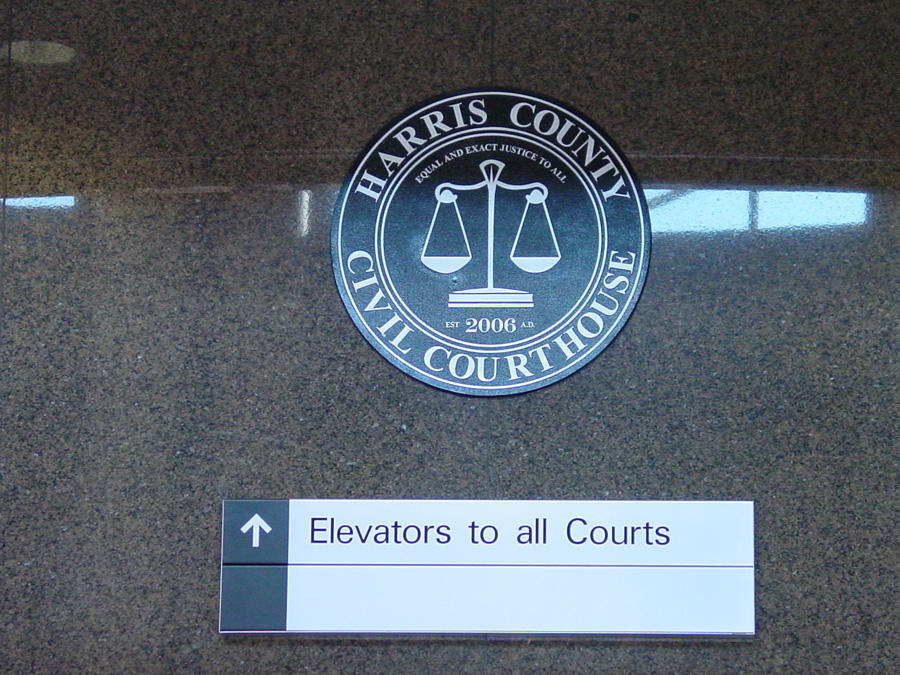 HARRIS COUNTY
EQUAL AND EXACT JUSTICE TO ALL
EST 2006 A.D.
CIVIL COURTHOUSE
Elevators to all Courts